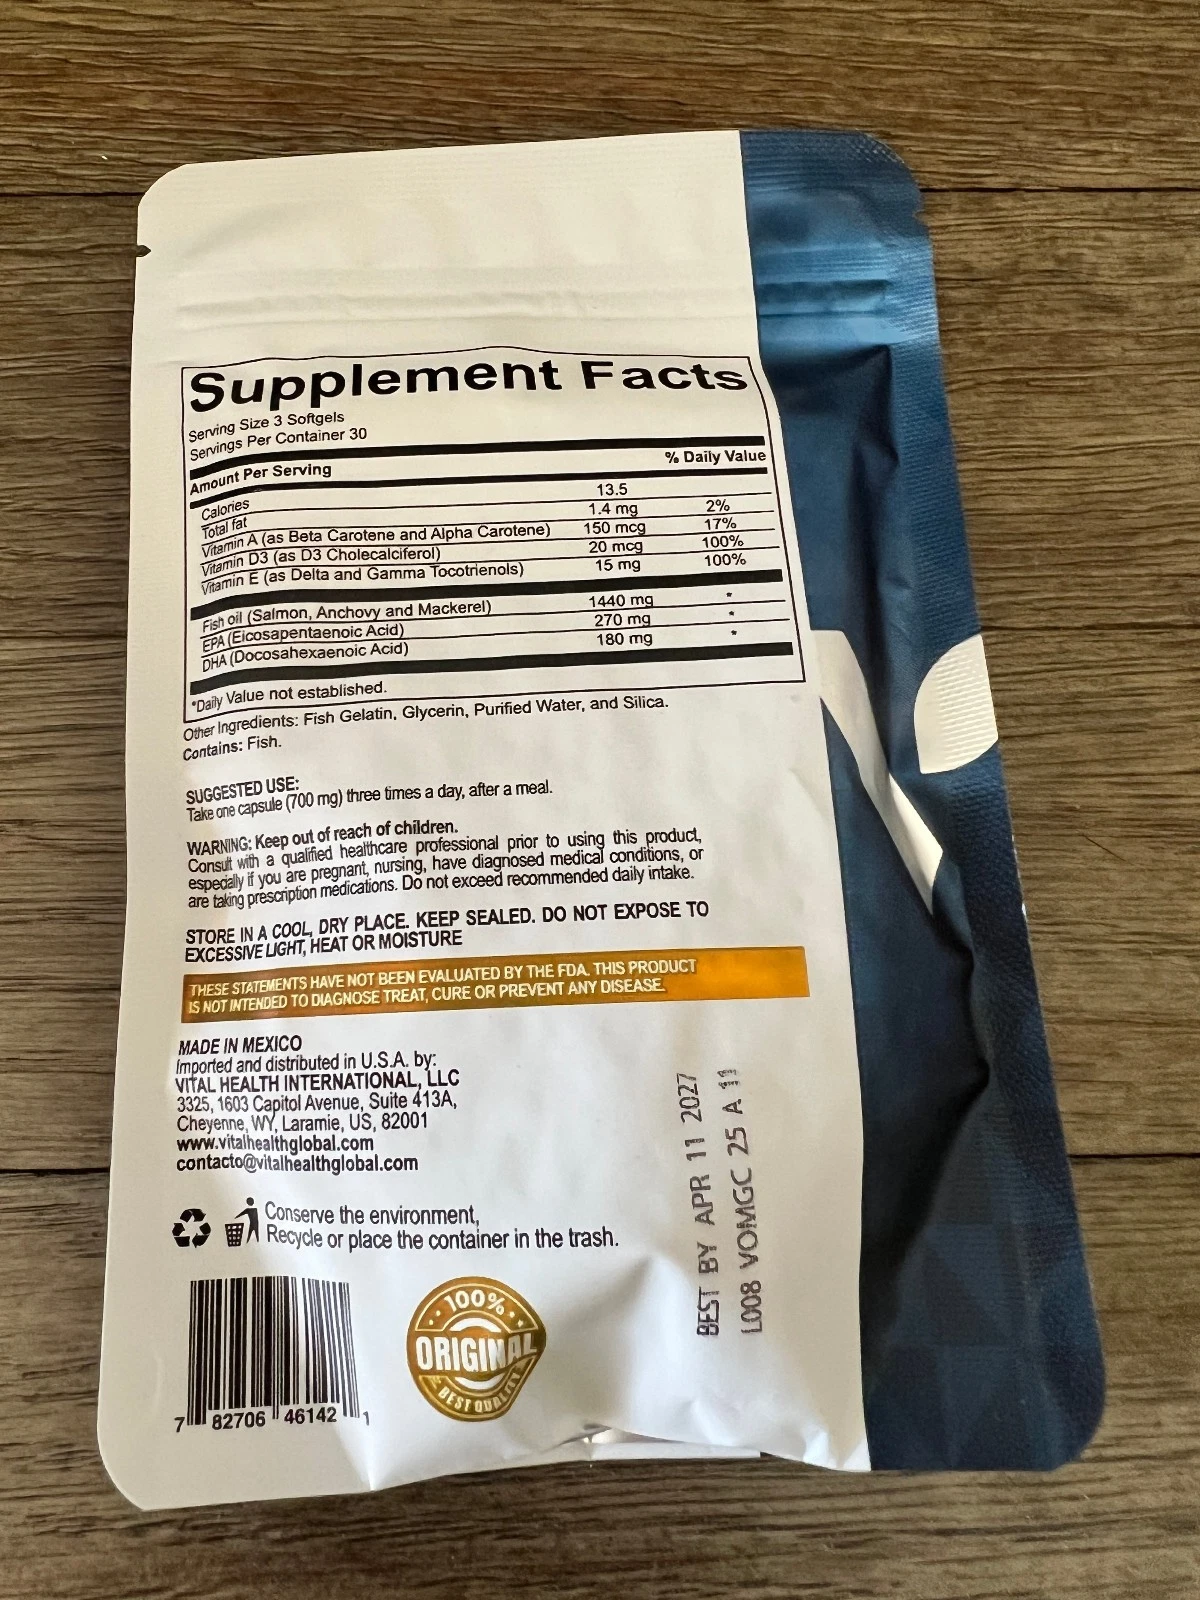 Supplement Facts
Serving Size 3 Softgels
Servings Per Container 30
Amount Per Serving % Daily Value
Calories 13.5
Total fat 1.4 mg 2%
Vitamin A (as Beta Carotene and Alpha Carotene) 150 mcg 17%
Vitamin D3 (as D3 Cholecalciferol) 20 mcg 100%
Vitamin E (as Delta and Gamma Tocotrienols) 15 mg 100%
Fish oil (Salmon, Anchovy and Mackerel) 1440 mg *
EPA (Eicosapentaenoic Acid) 270 mg *
DHA (Docosahexaenoic Acid) 180 mg *
*Daily Value not established.
Other Ingredients: Fish Gelatin, Glycerin, Purified Water, and Silica.
Contains: Fish.
SUGGESTED USE:
Take one capsule (700 mg) three times a day, after a meal.
WARNING: Keep out of reach of children.
Consult with a qualified healthcare professional prior to using this product,
especially if you are pregnant, nursing, have diagnosed medical conditions, or
are taking prescription medications. Do not exceed recommended daily intake.
STORE IN A COOL, DRY PLACE. KEEP SEALED. DO NOT EXPOSE TO
EXCESSIVE LIGHT, HEAT OR MOISTURE
THESE STATEMENTS HAVE NOT BEEN EVALUATED BY THE FDA. THIS PRODUCT
IS NOT INTENDED TO DIAGNOSE TREAT, CURE OR PREVENT ANY DISEASE.
MADE IN MEXICO
Imported and distributed in U.S.A. by:
VITAL HEALTH INTERNATIONAL, LLC
3325, 1603 Capitol Avenue, Suite 413A,
Cheyenne, WY, Laramie, US, 82001
www.vitalhealthglobal.com
contacto@vitalhealthglobal.com
Conserve the environment,
Recycle or place the container in the trash.
BEST BY APR 11 2027
L008 VOMGC 25 A 11
7 82706 46142 1
100%
ORIGINAL
BEST QUALITY